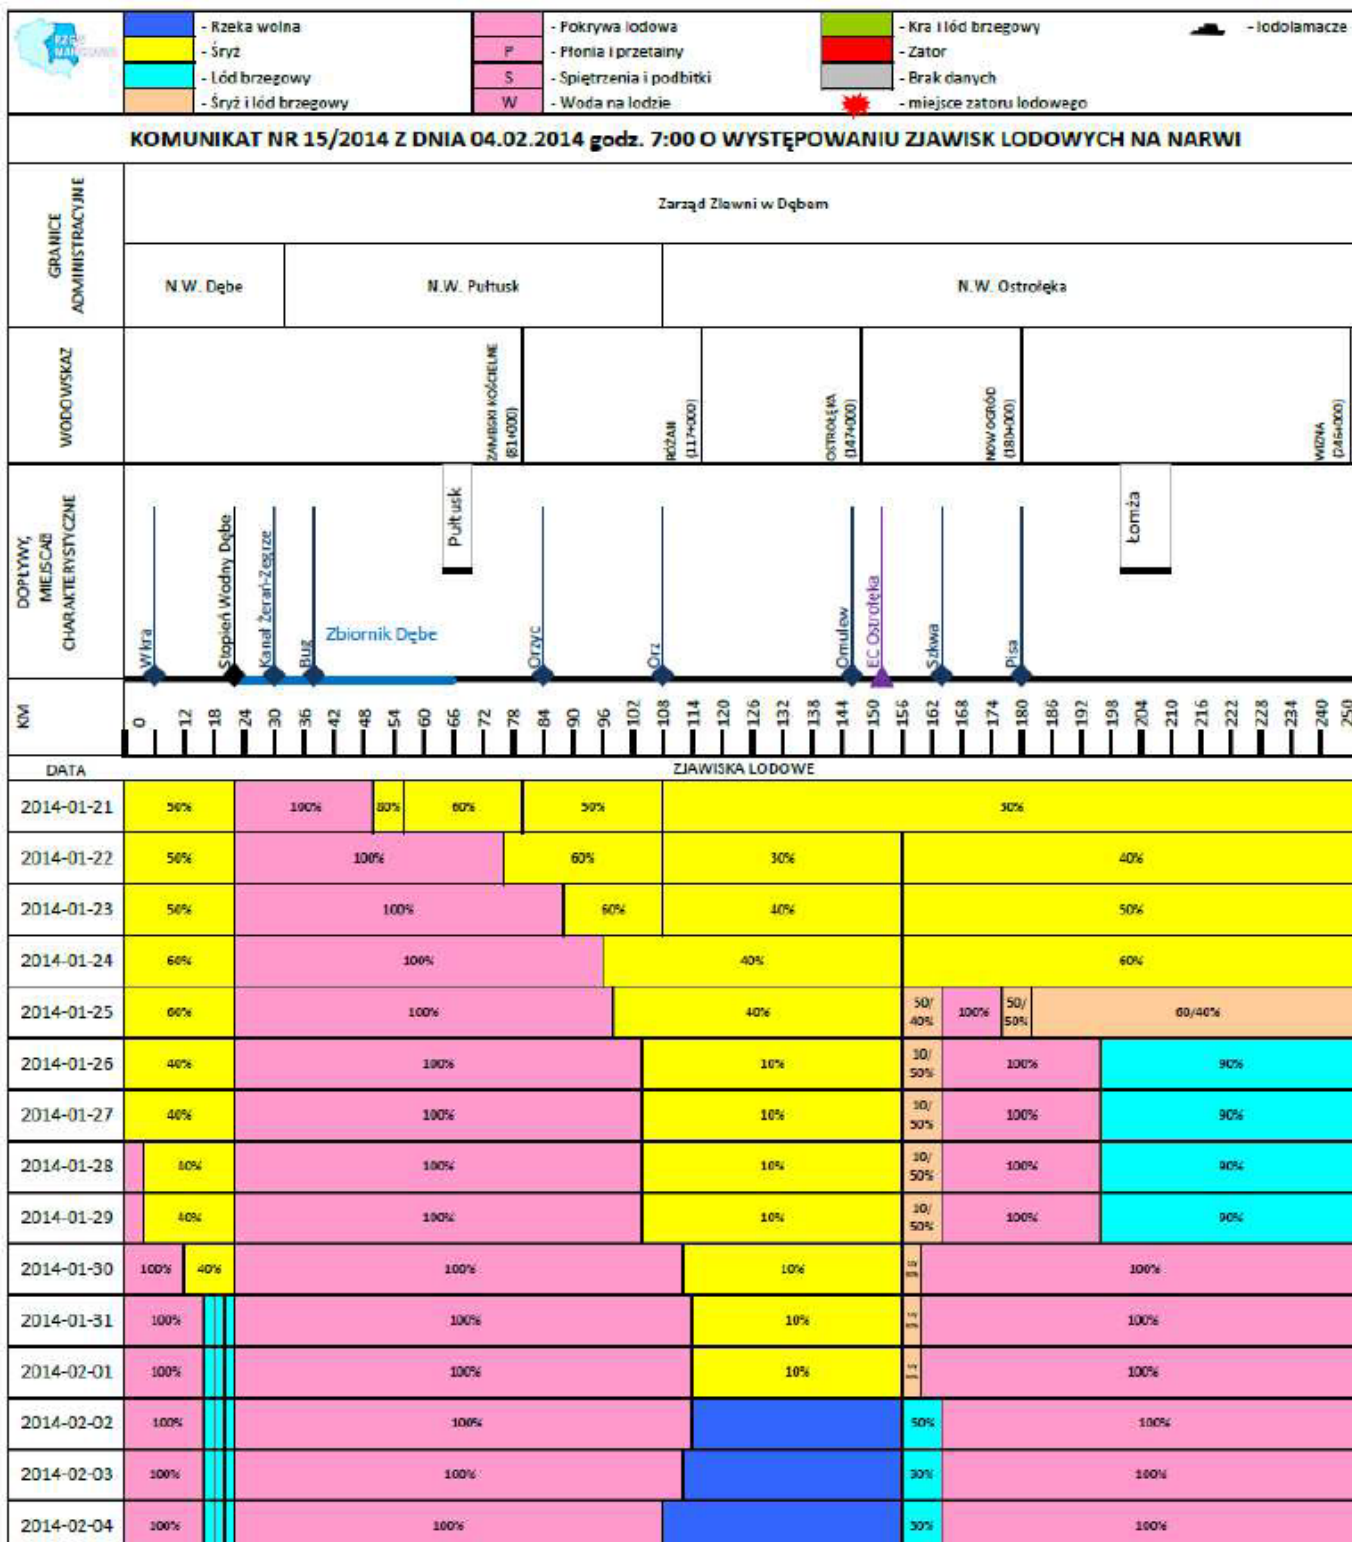 - Rzeka wolna
- Śryż
- Lód brzegowy
- Śryż i lód brzegowy
- Pokrywa lodowa
P - Płonia i przetainy
S - Spiętrzenia i podbitki
W - Woda na lodzie
- Kra i lód brzegowy
- Zator
- Brak danych
- miejsce zatoru lodowego
- lodołamacze
KOMUNIKAT NR 15/2014 Z DNIA 04.02.2014 godz. 7:00 O WYSTĘPOWANIU ZJAWISK LODOWYCH NA NARWI
GRANICE
ADMINISTRACYJNE
Zarząd Zlewni w Dębem
N.W. Dębe N.W. Pułtusk N.W. Ostrołęka
WODOWSKAZ
ZAMBSKI KOŚCIELNE
(81+000)
RÓŻAN
(117+000)
OSTROŁĘKA
(147+000)
NOWOGRÓD
(180+000)
WIZNA
(246+000)
DOPŁYWY,
MIEJSCAB
CHARAKTERYSTYCZNE
Wkra
Stopień Wodny Dębe
Kanał Żerań-Zegrze
Bug
Zbiornik Dębe
Pułtusk
Orzyc
Orz
Omulew
EC Ostrołęka
Szkwa
Pisa
Łomża
KM
0 12 18 24 30 36 42 48 54 60 66 72 78 84 90 96 102 108 114 120 126 132 138 144 150 156 162 168 174 180 186 192 198 204 210 216 222 228 234 240 250
DATA ZJAWISKA LODOWE
2014-01-21 50% 100% 80% 60% 50% 30%
2014-01-22 50% 100% 60% 30% 40%
2014-01-23 50% 100% 60% 40% 50%
2014-01-24 60% 100% 40% 60%
2014-01-25 60% 100% 40% 50/ 40% 100% 50/ 50% 60/40%
2014-01-26 40% 100% 10% 10/ 50% 100% 90%
2014-01-27 40% 100% 10% 10/ 50% 100% 90%
2014-01-28 80% 100% 10% 10/ 50% 100% 90%
2014-01-29 40% 100% 10% 10/ 50% 100% 90%
2014-01-30 100% 40% 100% 10% 100%
2014-01-31 100% 100% 10% 100%
2014-02-01 100% 100% 10% 100%
2014-02-02 100% 100% 50% 100%
2014-02-03 100% 100% 30% 100%
2014-02-04 100% 100% 30% 100%